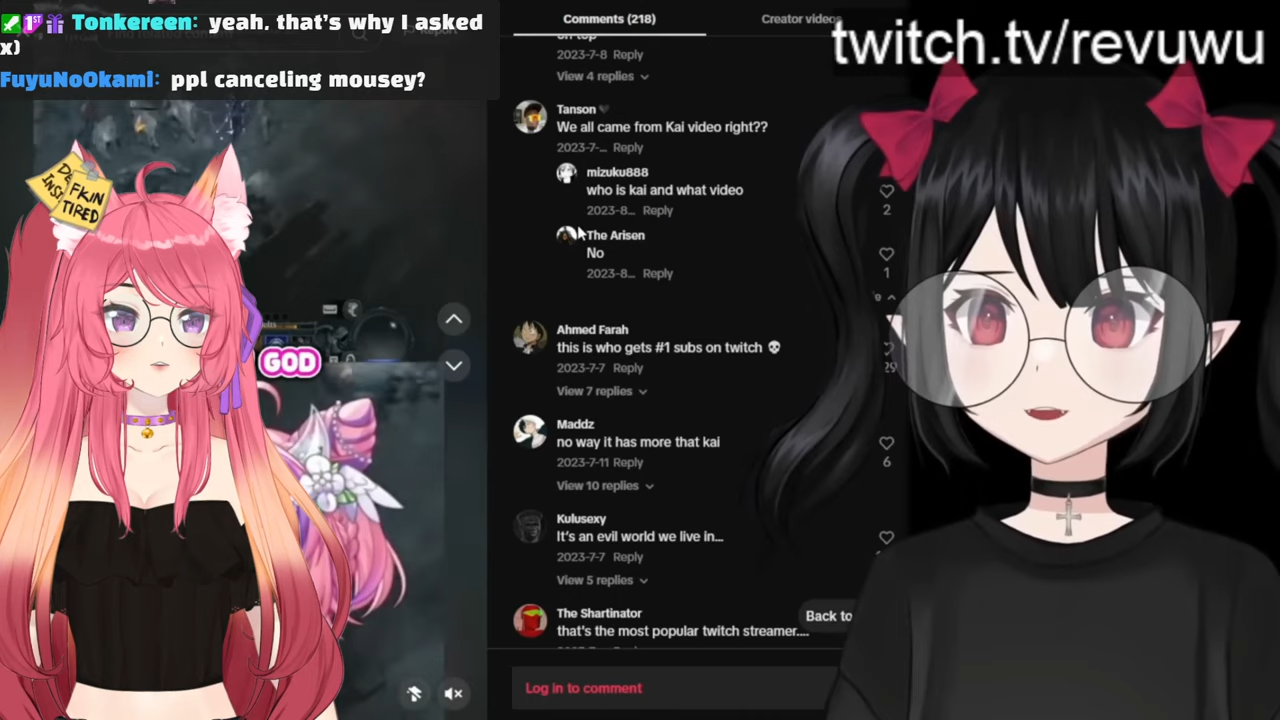 Tonkereen: yeah. that's why I asked
x)
FuyuNoOkami: ppl canceling mousey?
twitch.tv/revuwu
Comments (218)
Creator videos
on top
2023-7-8 Reply
View 4 replies
Tanson
We all came from Kai video right??
2023-7-... Reply
mizuku888
who is kai and what video
2023-8... Reply
2
The Arisen
No
2023-8... Reply
1
Ahmed Farah
this is who gets #1 subs on twitch 💀
2023-7-7 Reply
29
View 7 replies
Maddz
no way it has more that kai
2023-7-11 Reply
6
View 10 replies
Kulusexy
It's an evil world we live in...
2023-7-7 Reply
View 5 replies
The Shartinator
that's the most popular twitch streamer....
Back to
Log in to comment
FKIN
TIRED
GOD